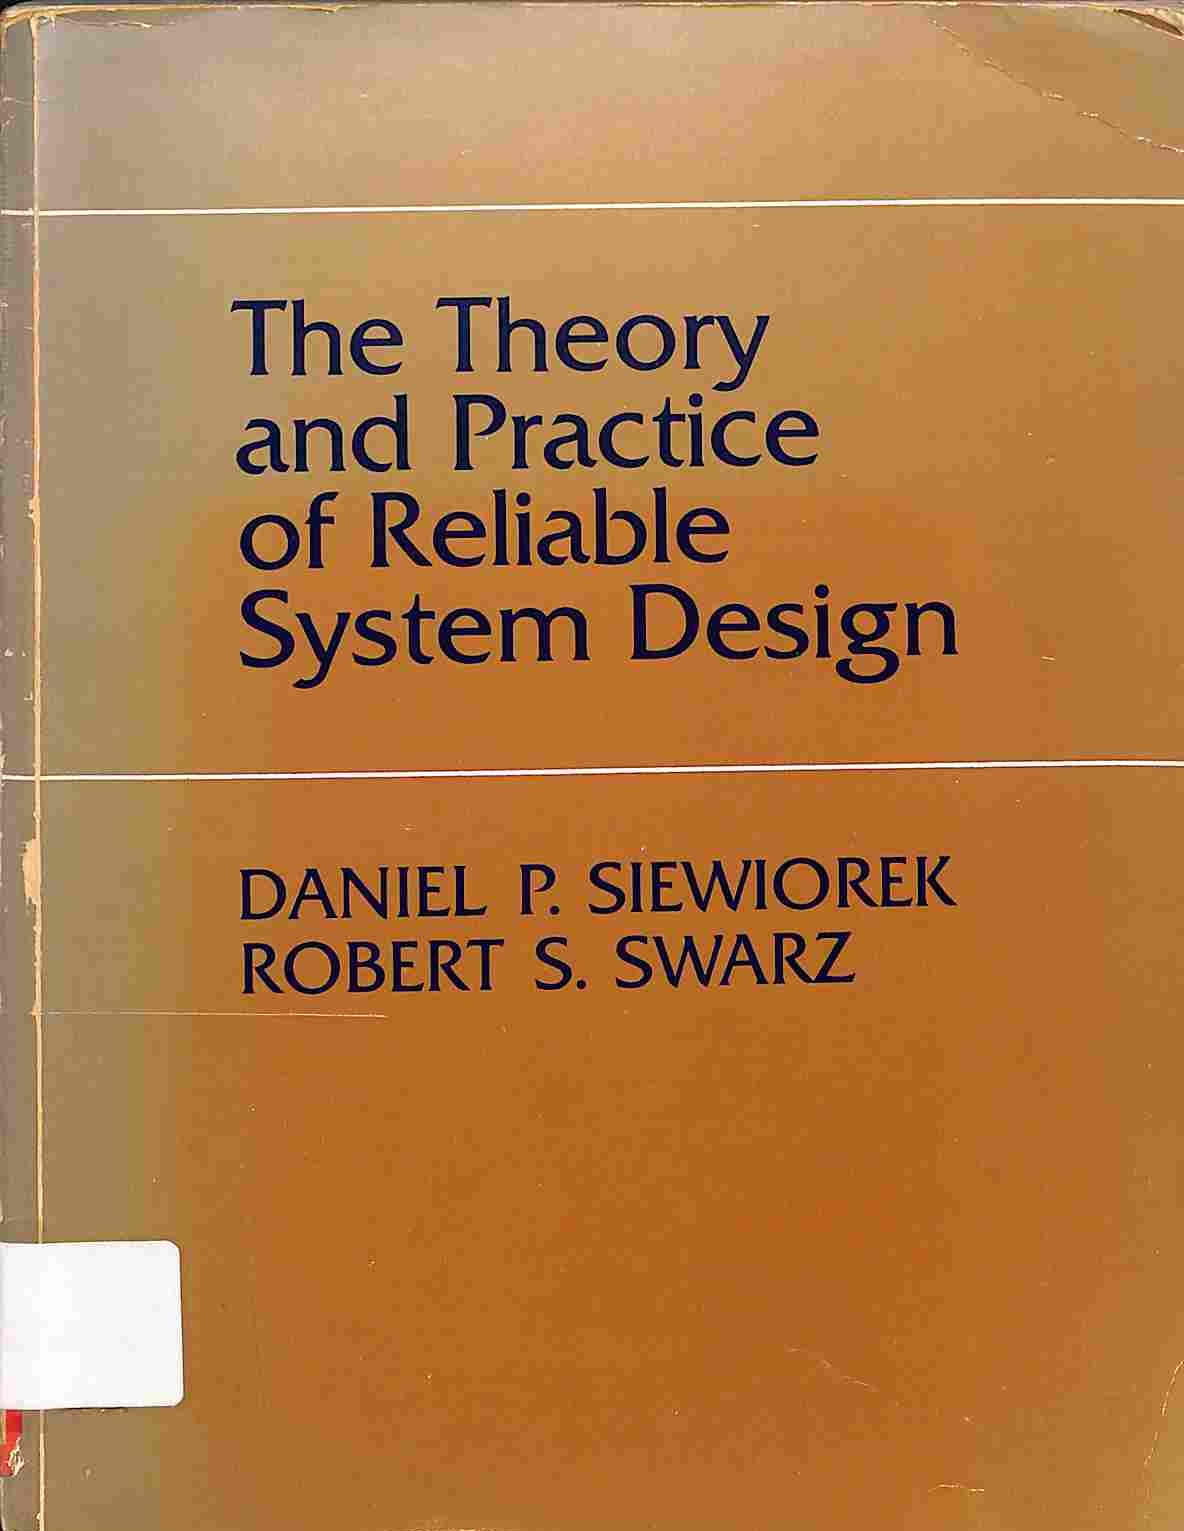 The Theory
and Practice
of Reliable
System Design
DANIEL P. SIEWIOREK
ROBERT S. SWARZ